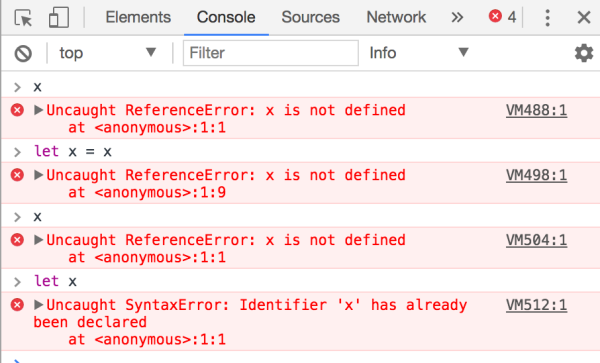 Elements Console Sources Network » 4
top ▼ Filter Info ▼
> x
▶Uncaught ReferenceError: x is not defined VM488:1
at <anonymous>:1:1
> let x = x
▶Uncaught ReferenceError: x is not defined VM498:1
at <anonymous>:1:9
> x
▶Uncaught ReferenceError: x is not defined VM504:1
at <anonymous>:1:1
> let x
▶Uncaught SyntaxError: Identifier 'x' has already VM512:1
been declared
at <anonymous>:1:1